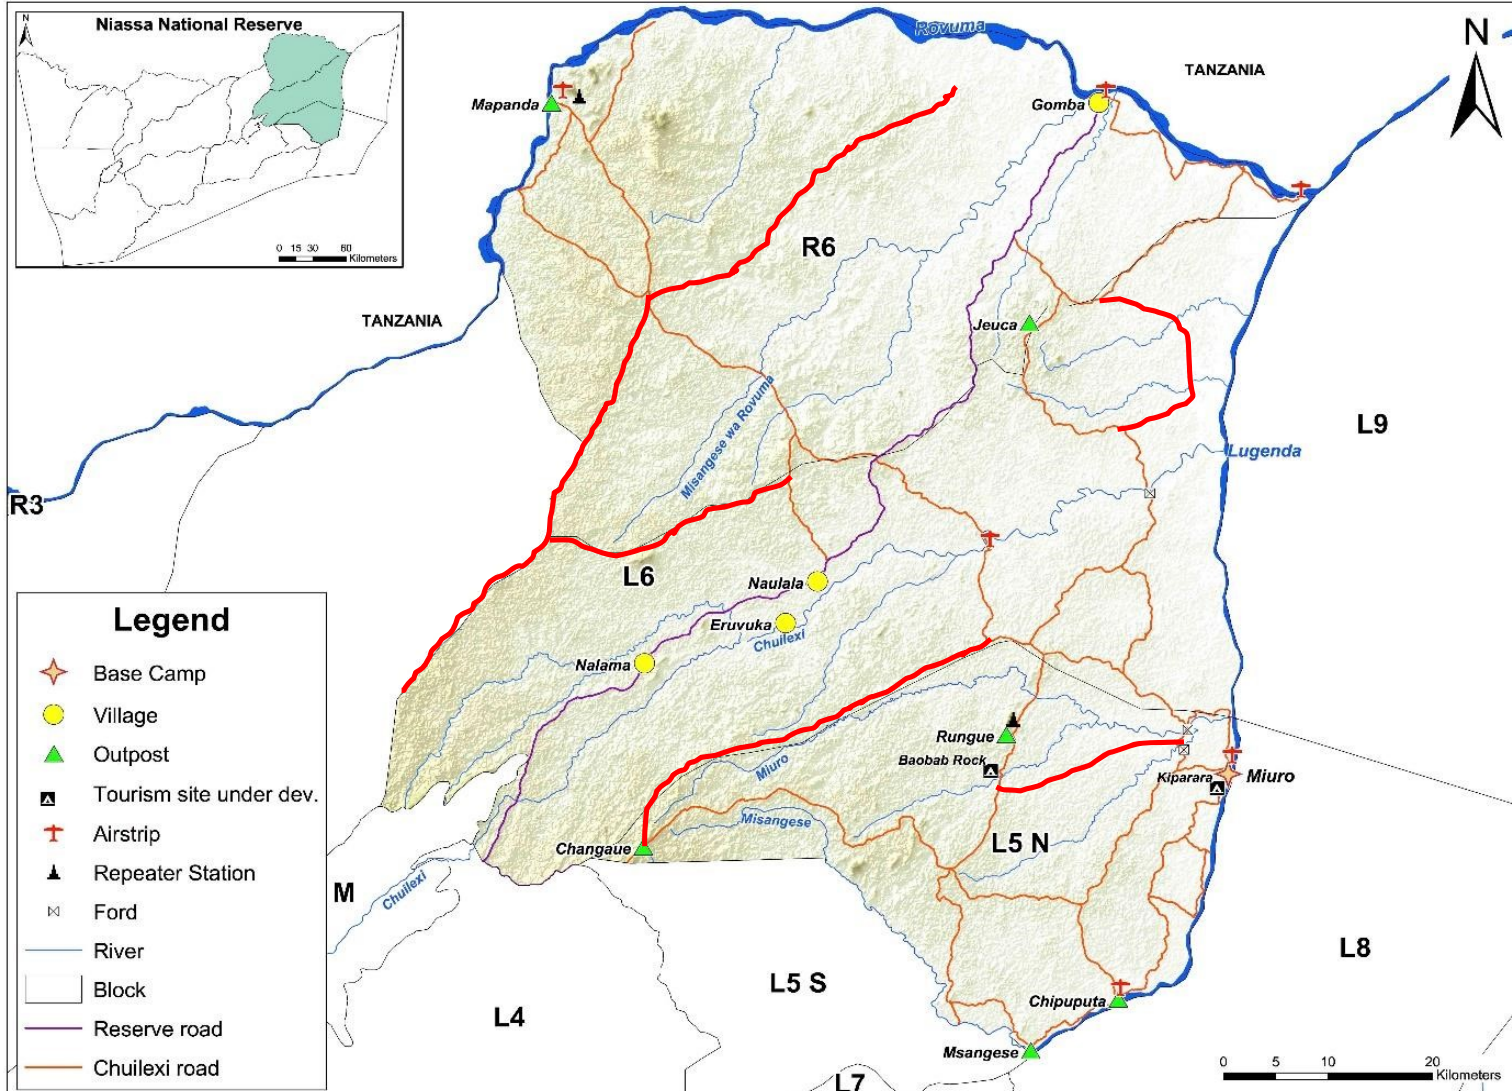 Niassa National Reserve
N
0 15 30 60
Kilometers
Rovuma
TANZANIA
N
Mapanda
Gomba
R6
TANZANIA
Jeuca
Misangese wa Rovuma
L9
Lugenda
R3
L6
Naulala
Eruvuka
Chuilexi
Nalama
Legend
Base Camp
Village
Outpost
Tourism site under dev.
Airstrip
Repeater Station
Ford
River
Block
Reserve road
Chuilexi road
Rungue
Baobab Rock
Miuro
Kiparara
Miuro
Misangese
Changaue
L5 N
M
Chuilexi
L8
L5 S
L4
Chipuputa
Msangese
L7
0 5 10 20
Kilometers